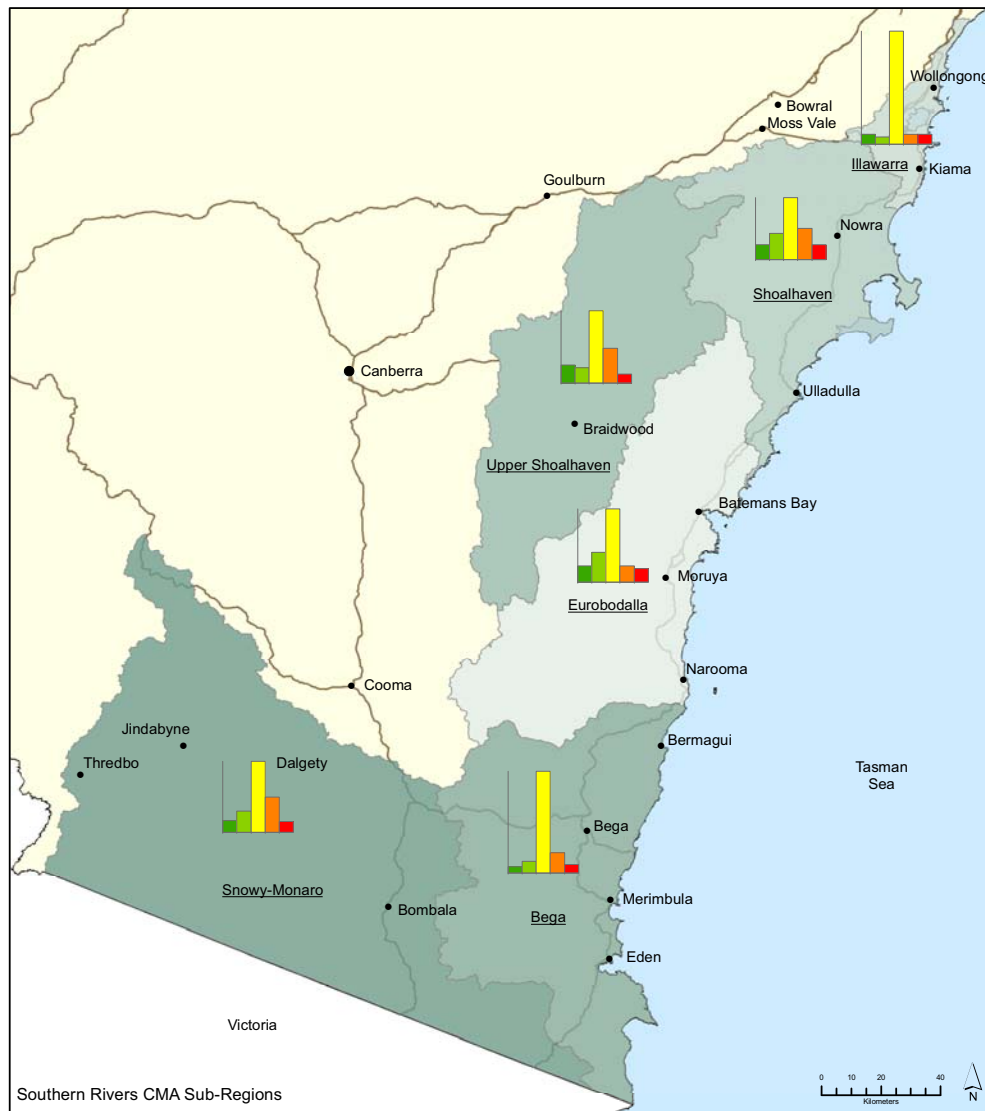 Wollongong
Bowral
Moss Vale
Illawarra
Kiama
Goulburn
Nowra
Shoalhaven
Canberra
Ulladulla
Braidwood
Upper Shoalhaven
Batemans Bay
Moruya
Eurobodalla
Narooma
Cooma
Jindabyne
Bermagui
Thredbo
Dalgety
Tasman
Sea
Bega
Snowy-Monaro
Merimbula
Bombala
Bega
Eden
Victoria
Southern Rivers CMA Sub-Regions
0 10 20 40
Kilometers
N